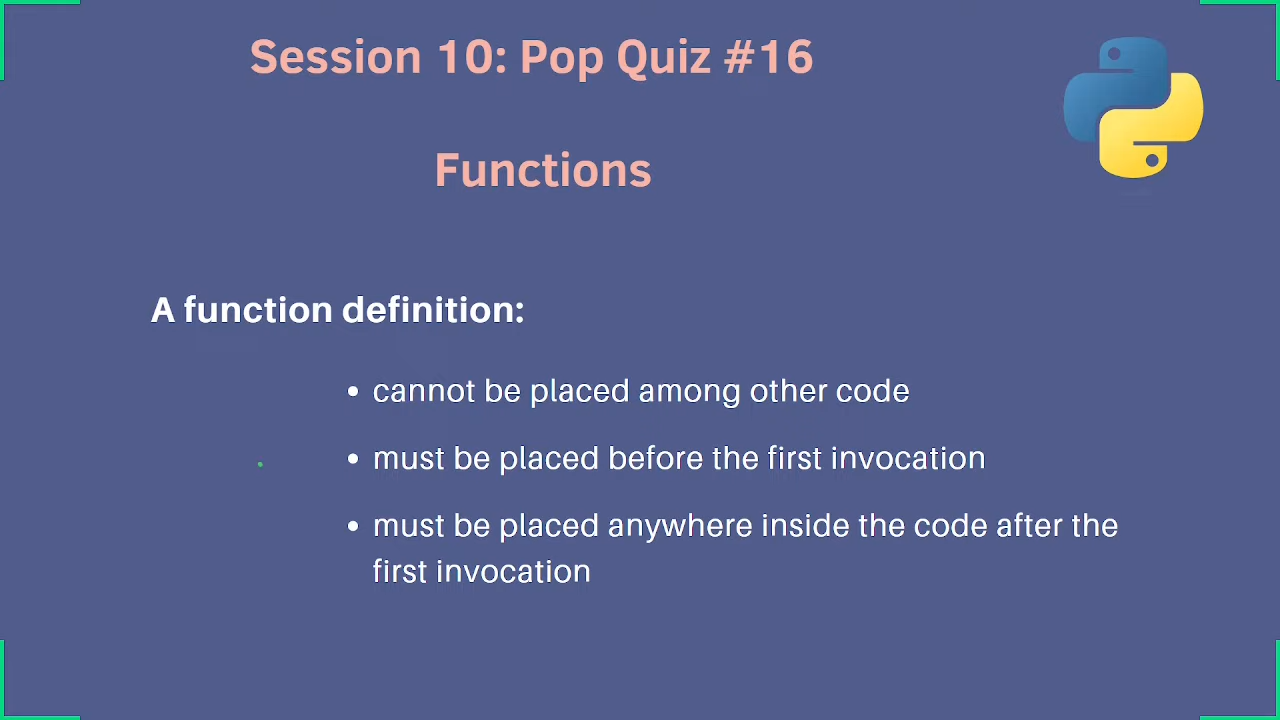 Session 10: Pop Quiz #16
Functions
A function definition:
• cannot be placed among other code
• must be placed before the first invocation
• must be placed anywhere inside the code after the
first invocation